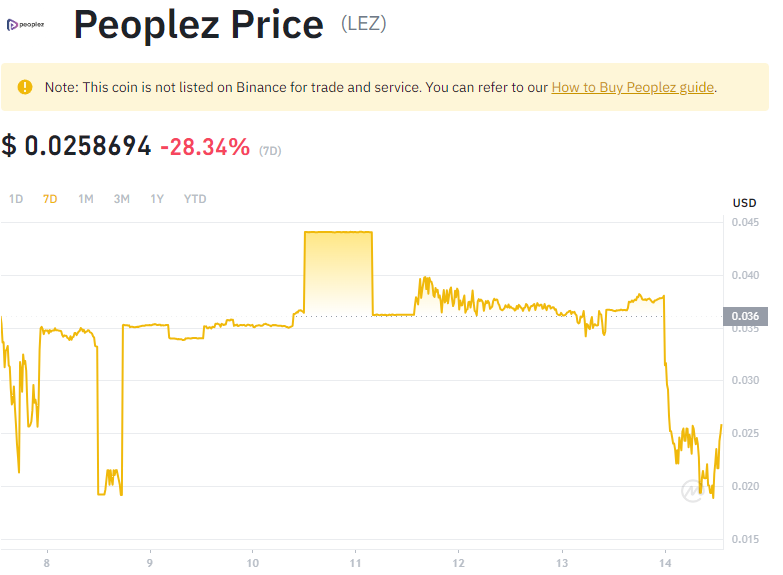 peoplez
Peoplez Price (LEZ)
Note: This coin is not listed on Binance for trade and service. You can refer to our How to Buy Peoplez guide.
$ 0.0258694 -28.34% (7D)
1D 7D 1M 3M 1Y YTD
USD
0.045
0.040
0.036
0.035
0.030
0.025
0.020
0.015
8 9 10 11 12 13 14